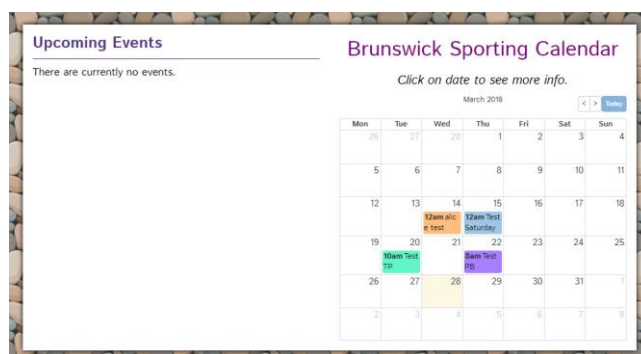 Upcoming Events
There are currently no events.
Brunswick Sporting Calendar
Click on date to see more info.
March 2018
< > Today
Mon Tue Wed Thu Fri Sat Sun
26 27 28 1 2 3 4
5 6 7 8 9 10 11
12 13 14 15 16 17 18
12am alic 12am Test
e test Saturday
19 20 21 22 23 24 25
10am Test 8am Test
TP PB
26 27 28 29 30 31 1
2 3 4 5 6 7 8